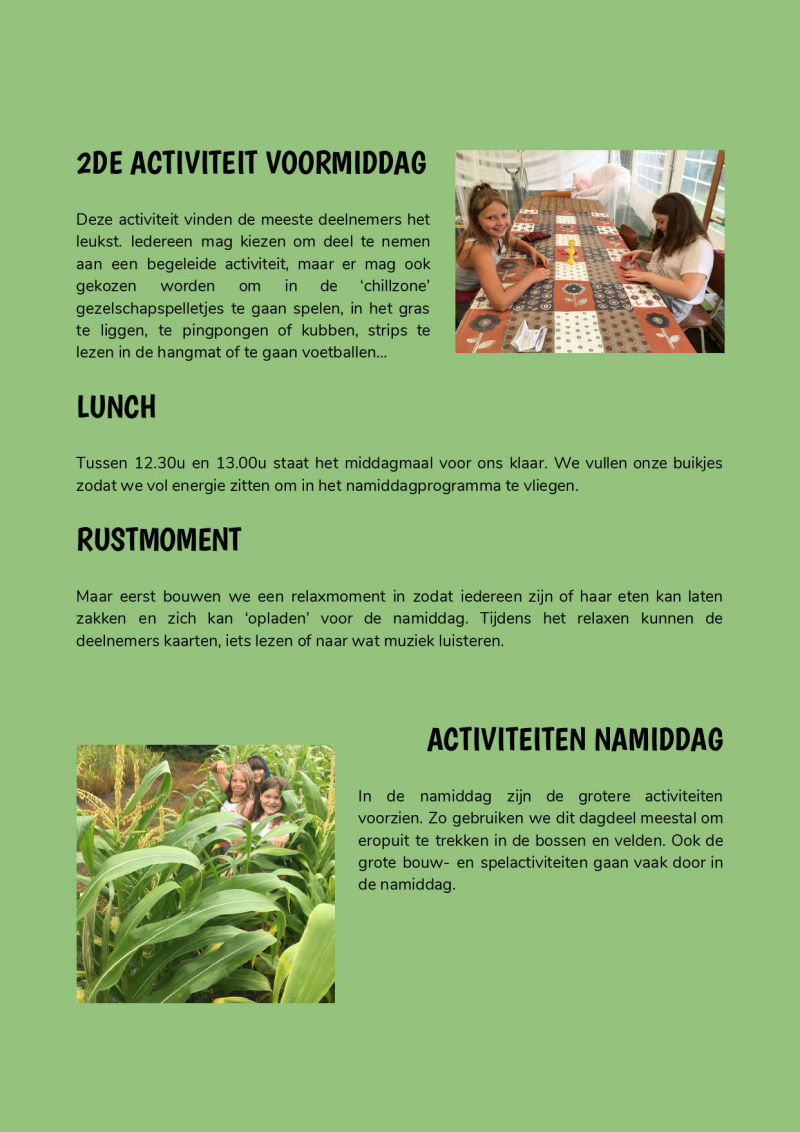 2DE ACTIVITEIT VOORMIDDAG
Deze activiteit vinden de meeste deelnemers het
leukst. Iedereen mag kiezen om deel te nemen
aan een begeleide activiteit, maar er mag ook
gekozen worden om in de ‘chillzone’
gezelschapspelletjes te gaan spelen, in het gras
te liggen, te pingpongen of kubben, strips te
lezen in de hangmat of te gaan voetballen...
LUNCH
Tussen 12.30u en 13.00u staat het middagmaal voor ons klaar. We vullen onze buikjes
zodat we vol energie zitten om in het namiddagprogramma te vliegen.
RUSTMOMENT
Maar eerst bouwen we een relaxmoment in zodat iedereen zijn of haar eten kan laten
zakken en zich kan ‘opladen’ voor de namiddag. Tijdens het relaxen kunnen de
deelnemers kaarten, iets lezen of naar wat muziek luisteren.
ACTIVITEITEN NAMIDDAG
In de namiddag zijn de grotere activiteiten
voorzien. Zo gebruiken we dit dagdeel meestal om
eropuit te trekken in de bossen en velden. Ook de
grote bouw- en spelactiviteiten gaan vaak door in
de namiddag.